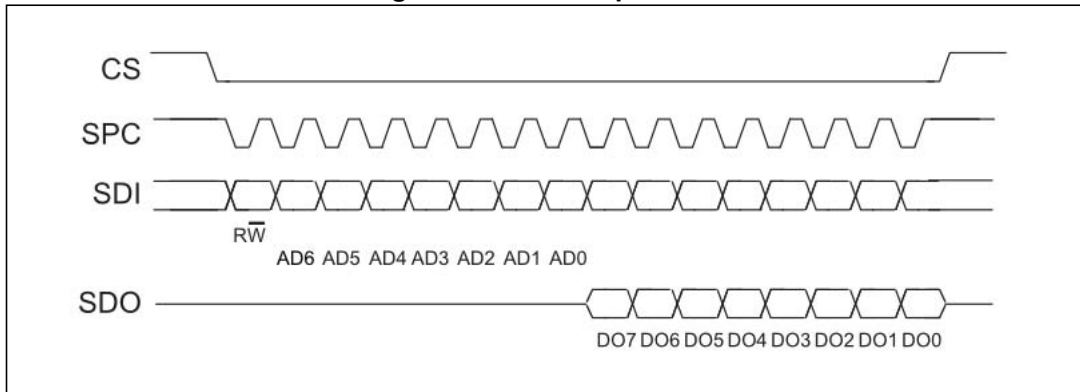 CS
SPC
SDI
RW̅
AD6 AD5 AD4 AD3 AD2 AD1 AD0
SDO
DO7 DO6 DO5 DO4 DO3 DO2 DO1 DO0